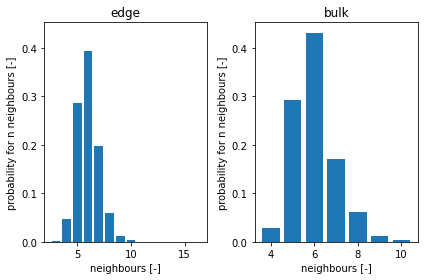 edge
probability for n neighbours [-]
0.4
0.3
0.2
0.1
0.0
5
10
15
neighbours [-]
bulk
probability for n neighbours [-]
0.4
0.3
0.2
0.1
0.0
4
6
8
10
neighbours [-]